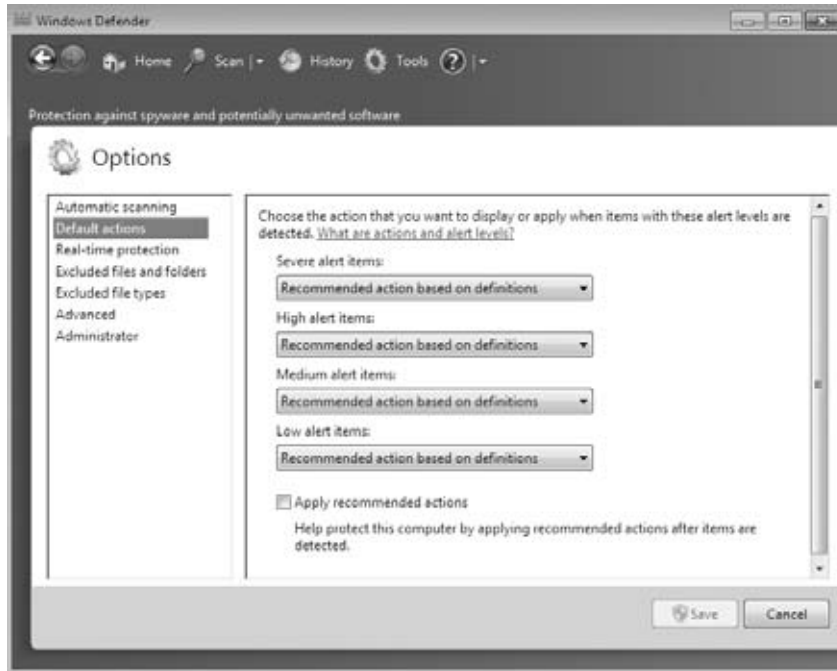 Windows Defender
Home Scan History Tools ?
Protection against spyware and potentially unwanted software
Options
Automatic scanning
Default actions
Real-time protection
Excluded files and folders
Excluded file types
Advanced
Administrator
Choose the action that you want to display or apply when items with these alert levels are
detected. What are actions and alert levels?
Severe alert items:
Recommended action based on definitions
High alert items:
Recommended action based on definitions
Medium alert items:
Recommended action based on definitions
Low alert items:
Recommended action based on definitions
Apply recommended actions
Help protect this computer by applying recommended actions after items are
detected.
Save Cancel